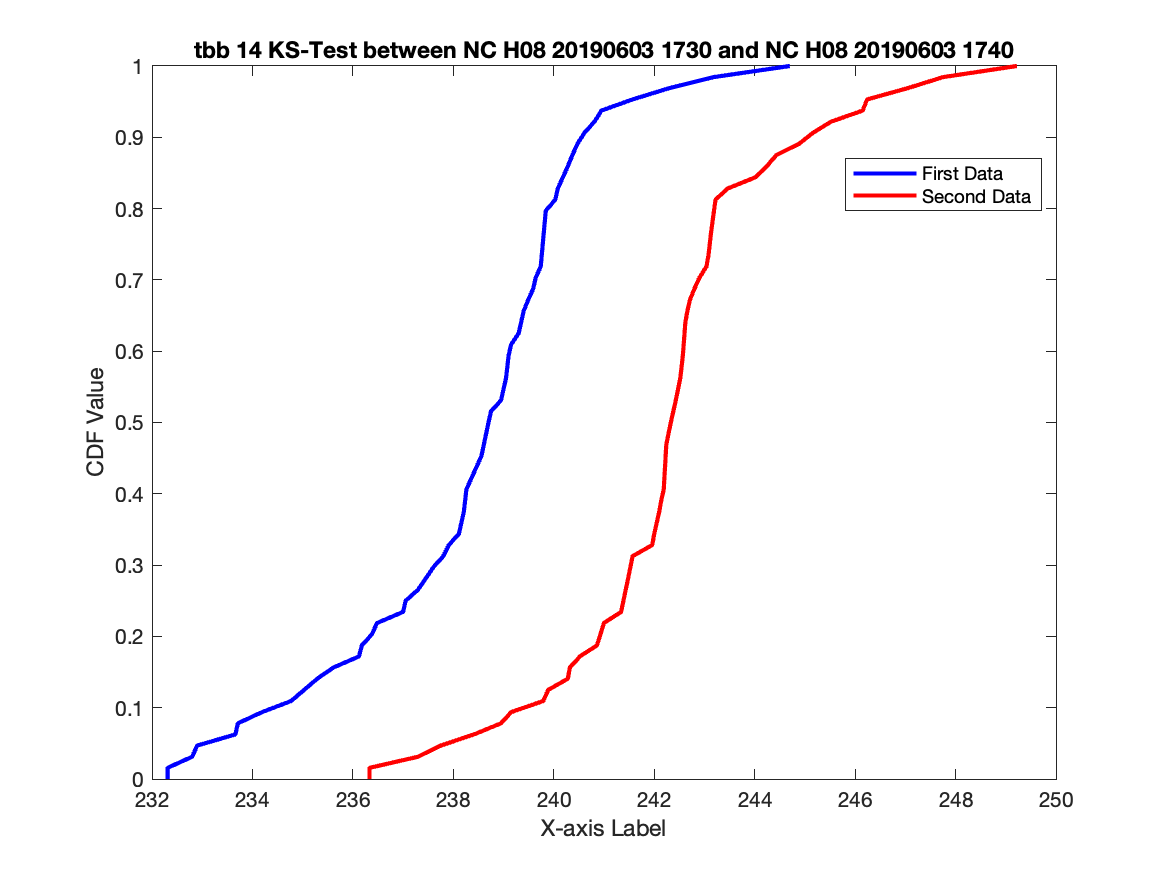 tbb 14 KS-Test between NC H08 20190603 1730 and NC H08 20190603 1740
1
0.9
0.8
0.7
0.6
0.5
0.4
0.3
0.2
0.1
0
CDF Value
First Data
Second Data
232 234 236 238 240 242 244 246 248 250
X-axis Label